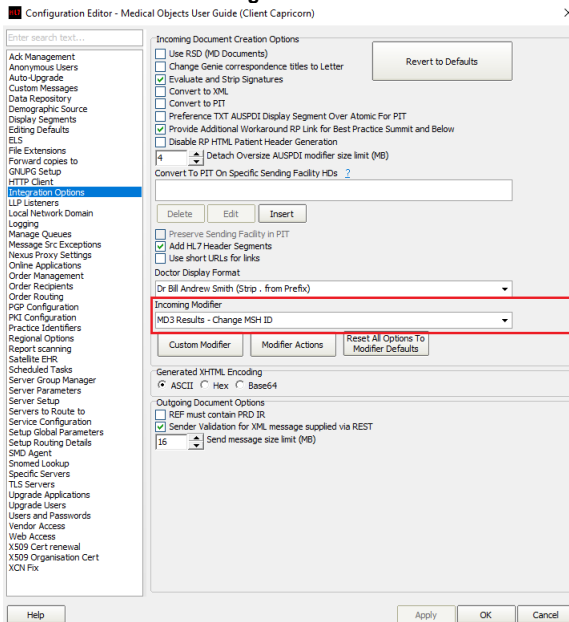 Configuration Editor - Medical Objects User Guide (Client Capricorn)
Enter search text...
Ack Management
Anonymous Users
Auto-Upgrade
Custom Messages
Data Repository
Demographic Source
Display Segments
Editing Defaults
ELS
File Extensions
Forward copies to
GNUPG Setup
HTTP Client
Integration Options
LLP Listeners
Local Network Domain
Logging
Manage Queues
Message Src Exceptions
Nexus Proxy Settings
Online Applications
Order Management
Order Recipients
Order Routing
PGP Configuration
PKI Configuration
Practice Identifiers
Regional Options
Report scanning
Satellite EHR
Scheduled Tasks
Server Group Manager
Server Parameters
Server Setup
Servers to Route to
Service Configuration
Setup Global Parameters
Setup Routing Details
SMD Agent
Snomed Lookup
Specific Servers
TLS Servers
Upgrade Applications
Upgrade Users
Users and Passwords
Vendor Access
Web Access
X509 Cert renewal
X509 Organisation Cert
XCN Fix
Incoming Document Creation Options
Use RSD (MD Documents)
Change Genie correspondence titles to Letter
Evaluate and Strip Signatures
Convert to XML
Convert to PIT
Preference TXT AUSPDI Display Segment Over Atomic For PIT
Provide Additional Workaround RP Link for Best Practice Summit and Below
Disable RP HTML Patient Header Generation
4 Detach Oversize AUSPDI modifier size limit (MB)
Revert to Defaults
Convert To PIT On Specific Sending Facility HDs ?
Delete Edit Insert
Preserve Sending Facility in PIT
Add HL7 Header Segments
Use short URLs for links
Doctor Display Format
Dr Bill Andrew Smith (Strip . from Prefix)
Incoming Modifier
MD3 Results - Change MSH ID
Custom Modifier Modifier Actions Reset All Options To
Modifier Defaults
Generated XHTML Encoding
ASCII Hex Base64
Outgoing Document Options
REF must contain PRD IR
Sender Validation for XML message supplied via REST
16 Send message size limit (MB)
Help Apply OK Cancel